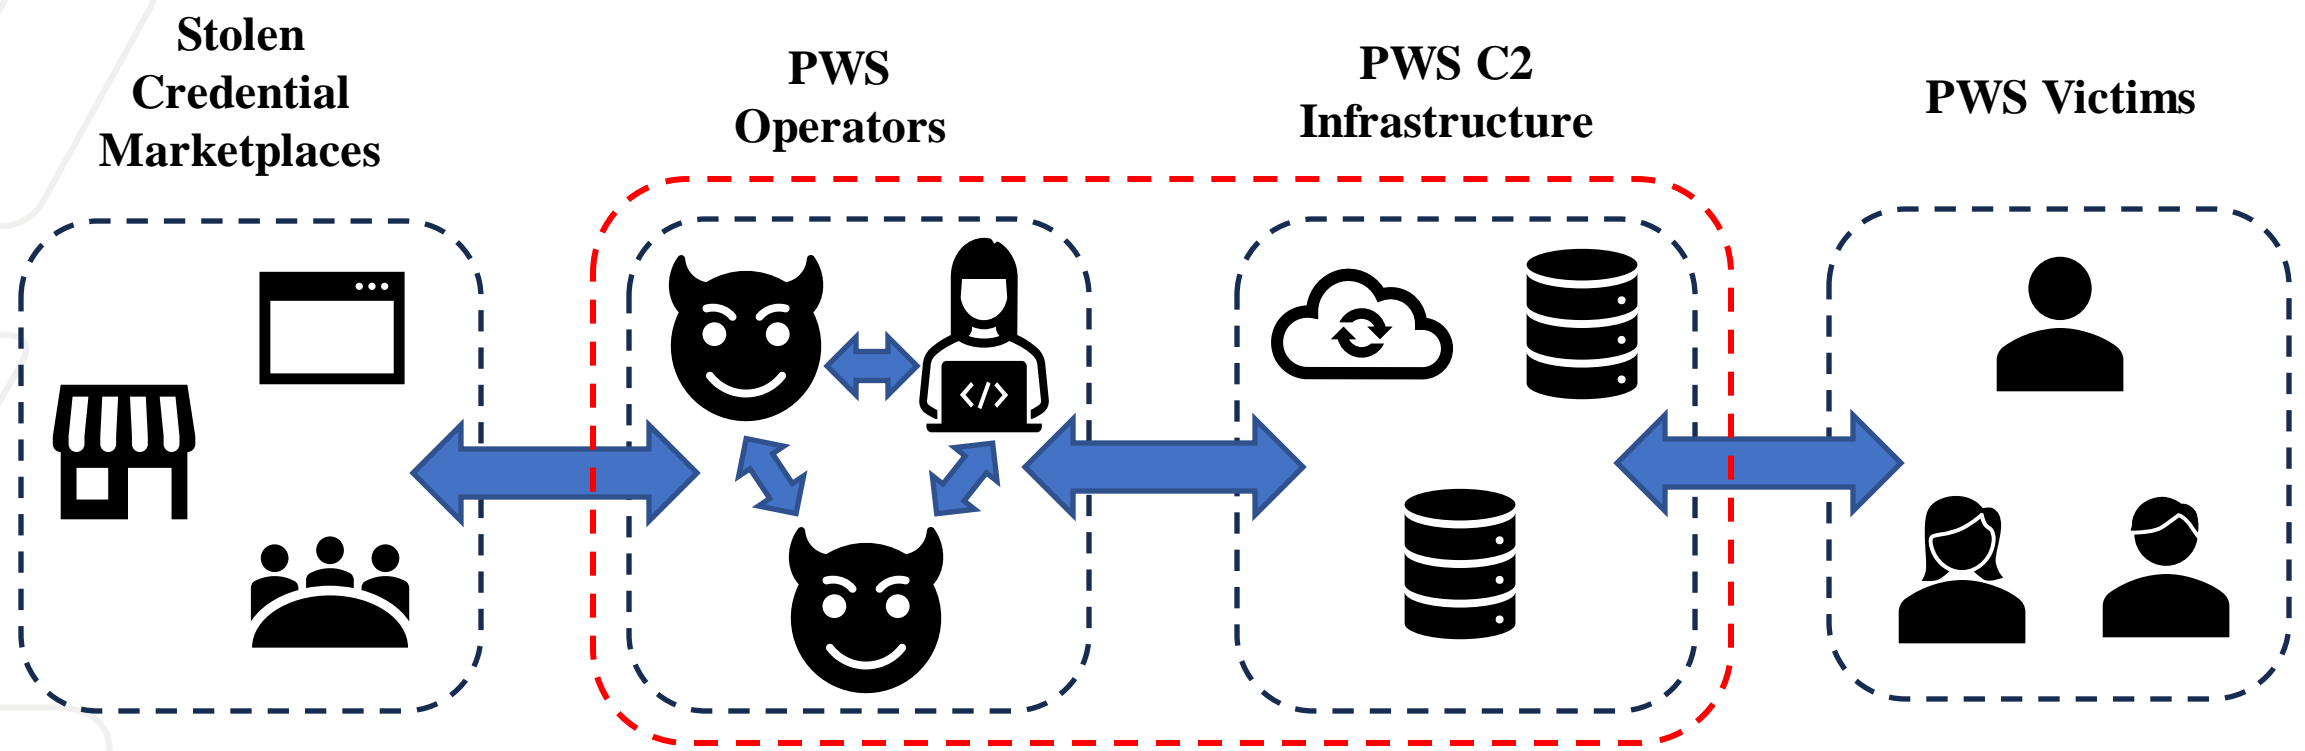 Stolen
Credential
Marketplaces
PWS
Operators
PWS C2
Infrastructure
PWS Victims
</>